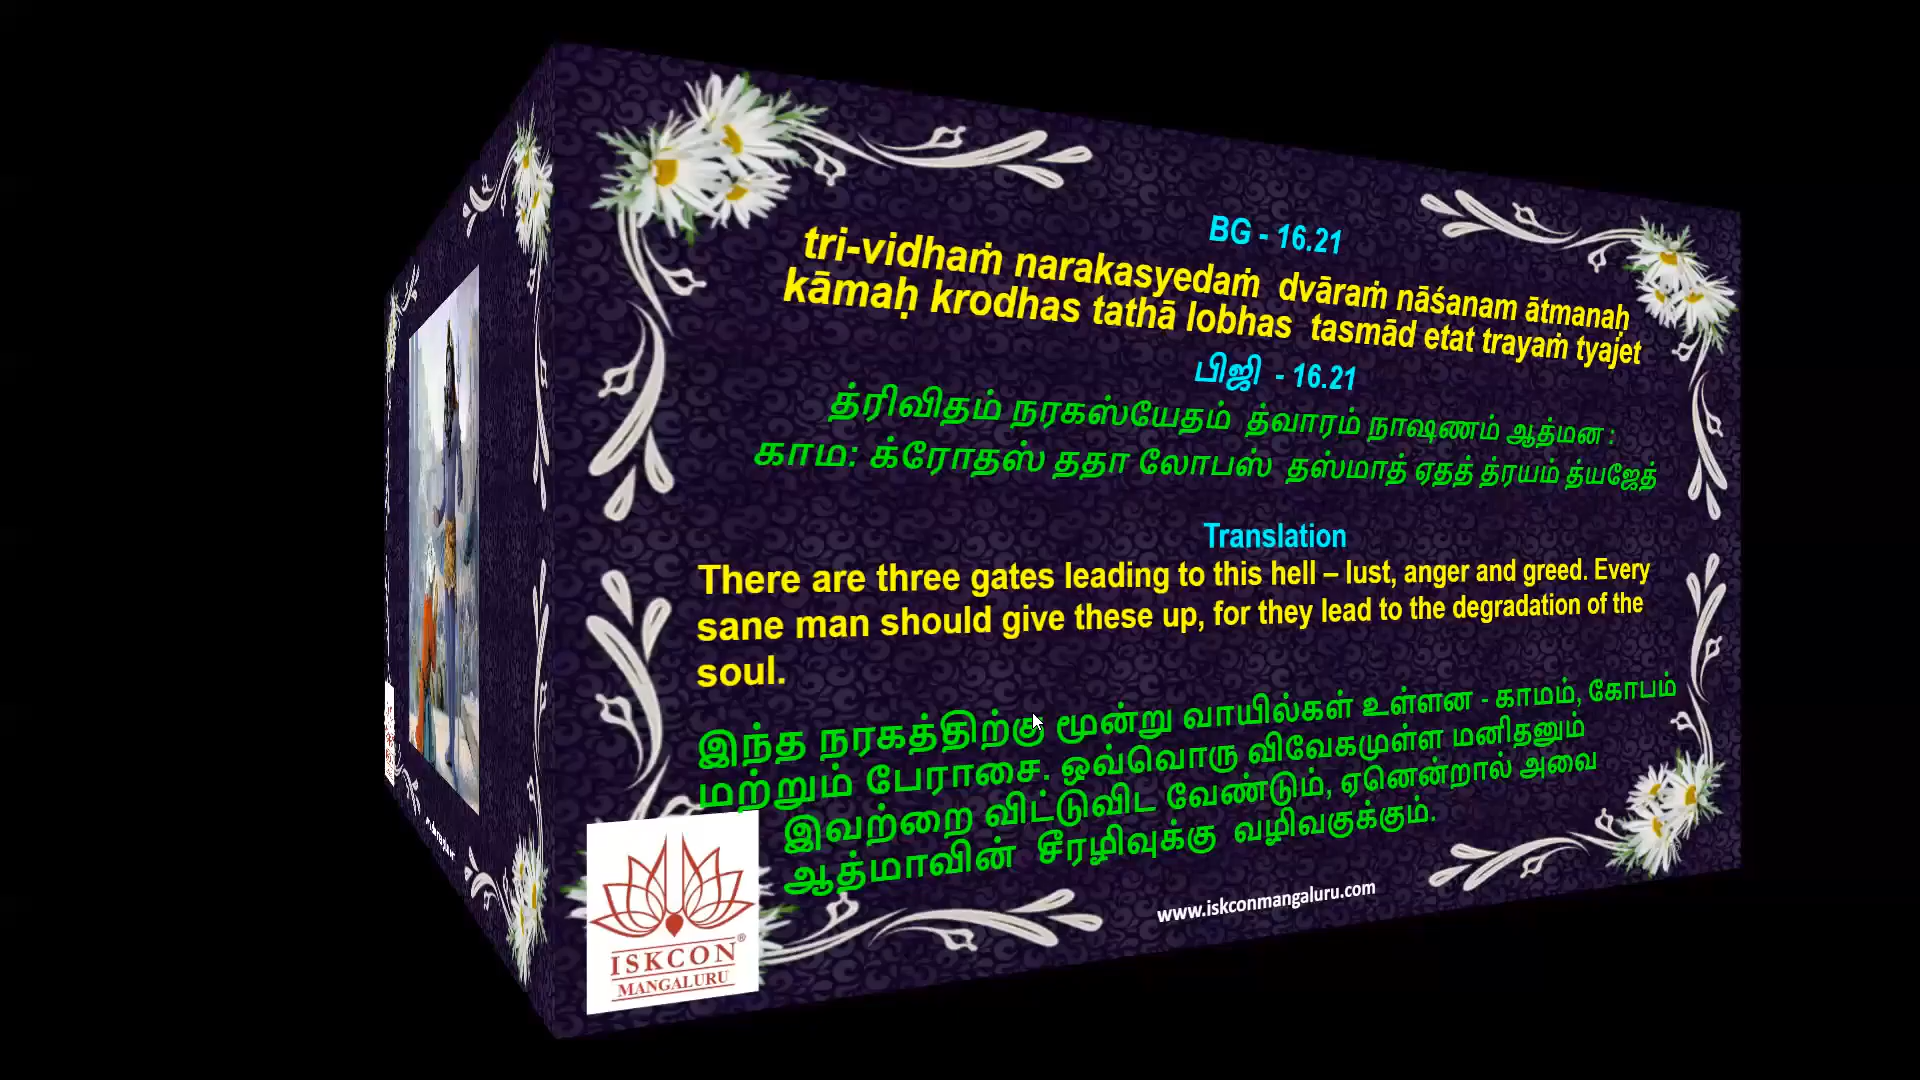 BG - 16.21
tri-vidhaṁ narakasyedaṁ dvāraṁ nāśanam ātmanaḥ
kāmaḥ krodhas tathā lobhas tasmād etat trayaṁ tyajet
பிஜி - 16.21
த்ரிவிதம் நரகஸ்யேதம் த்வாரம் நாஷணம் ஆத்மன :
காம: க்ரோதஸ் ததா லோபஸ் தஸ்மாத் ஏதத் த்ரயம் த்யஜேத்
Translation
There are three gates leading to this hell – lust, anger and greed. Every
sane man should give these up, for they lead to the degradation of the
soul.
இந்த நரகத்திற்கு மூன்று வாயில்கள் உள்ளன - காமம், கோபம்
மற்றும் பேராசை. ஒவ்வொரு விவேகமுள்ள மனிதனும்
இவற்றை விட்டுவிட வேண்டும், ஏனென்றால் அவை
ஆத்மாவின் சீரழிவுக்கு வழிவகுக்கும்.
www.iskconmangaluru.com
ISKCON®
MANGALURU